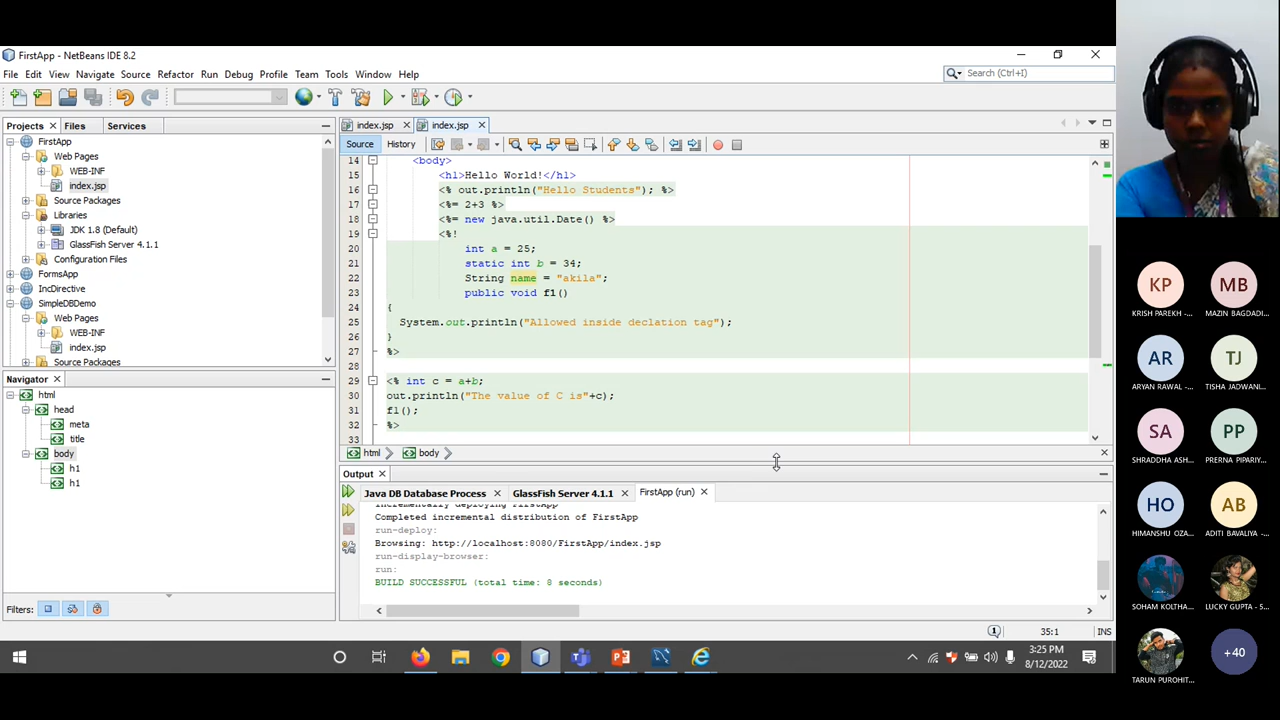 FirstApp - NetBeans IDE 8.2
File Edit View Navigate Source Refactor Run Debug Profile Team Tools Window Help
Search (Ctrl+I)
Projects Files Services
FirstApp
Web Pages
WEB-INF
index.jsp
Source Packages
Libraries
JDK 1.8 (Default)
GlassFish Server 4.1.1
Configuration Files
FormsApp
IncDirective
SimpleDBDemo
Web Pages
WEB-INF
index.jsp
Source Packages
Navigator
html
head
meta
title
body
h1
h1
Filters:
index.jsp index.jsp
Source History
14 <body>
15 <h1>Hello World!</h1>
16 <% out.println("Hello Students"); %>
17 <%= 2+3 %>
18 <%= new java.util.Date() %>
19 <%!
20 int a = 25;
21 static int b = 34;
22 String name = "akila";
23 public void f1()
24 {
25 System.out.println("Allowed inside declation tag");
26 }
27 %>
28
29 <% int c = a+b;
30 out.println("The value of C is"+c);
31 f1();
32 %>
33
html body
Output
Java DB Database Process GlassFish Server 4.1.1 FirstApp (run)
Incrementally deploying FirstApp
Completed incremental distribution of FirstApp
run-deploy:
Browsing: http://localhost:8080/FirstApp/index.jsp
run-display-browser:
run:
BUILD SUCCESSFUL (total time: 8 seconds)
1 35:1 INS
3:25 PM
8/12/2022
KP MB
KRISH PAREKH -... MAZIN BAGDADI...
AR TJ
ARYAN RAWAL -... TISHA JADWANI...
SA PP
SHRADDHA ASH... PRERNA PIPARIY...
HO AB
HIMANSHU OZA... ADITI BAVALIYA -...
SOHAM KOLTHA... LUCKY GUPTA - S...
+40
TARUN PUROHIT...